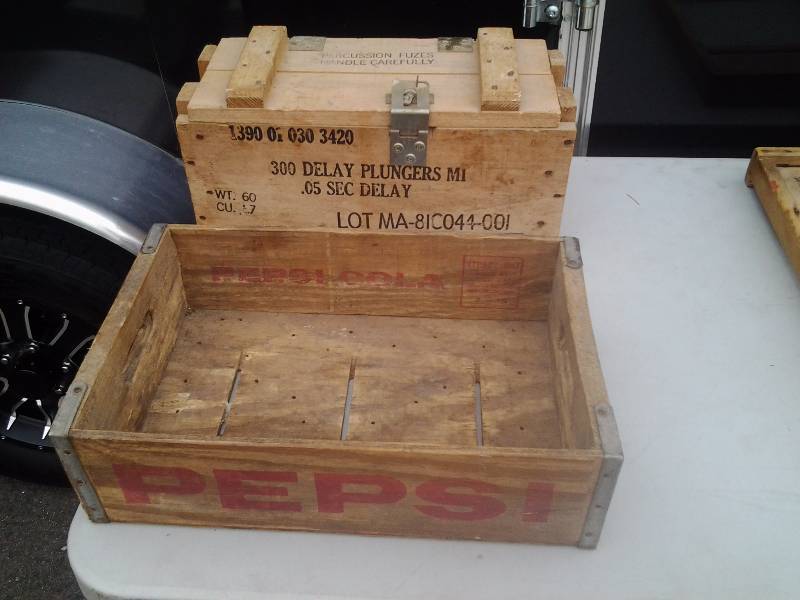 PERCUSSION FUZES
HANDLE CAREFULLY
1390 01 030 3420
300 DELAY PLUNGERS M1
.05 SEC DELAY
WT. 60
CU.
LOT MA-81C044-001
PEPSI-COLA
PEPSI